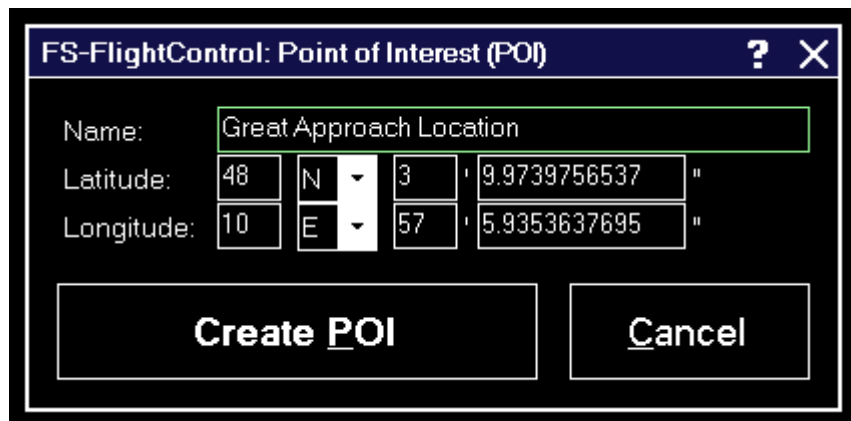 FS-FlightControl: Point of Interest (POI) ? X
Name: Great Approach Location
Latitude: 48 N 3 ' 9.9739756537 "
Longitude: 10 E 57 ' 5.9353637695 "
Create POI Cancel